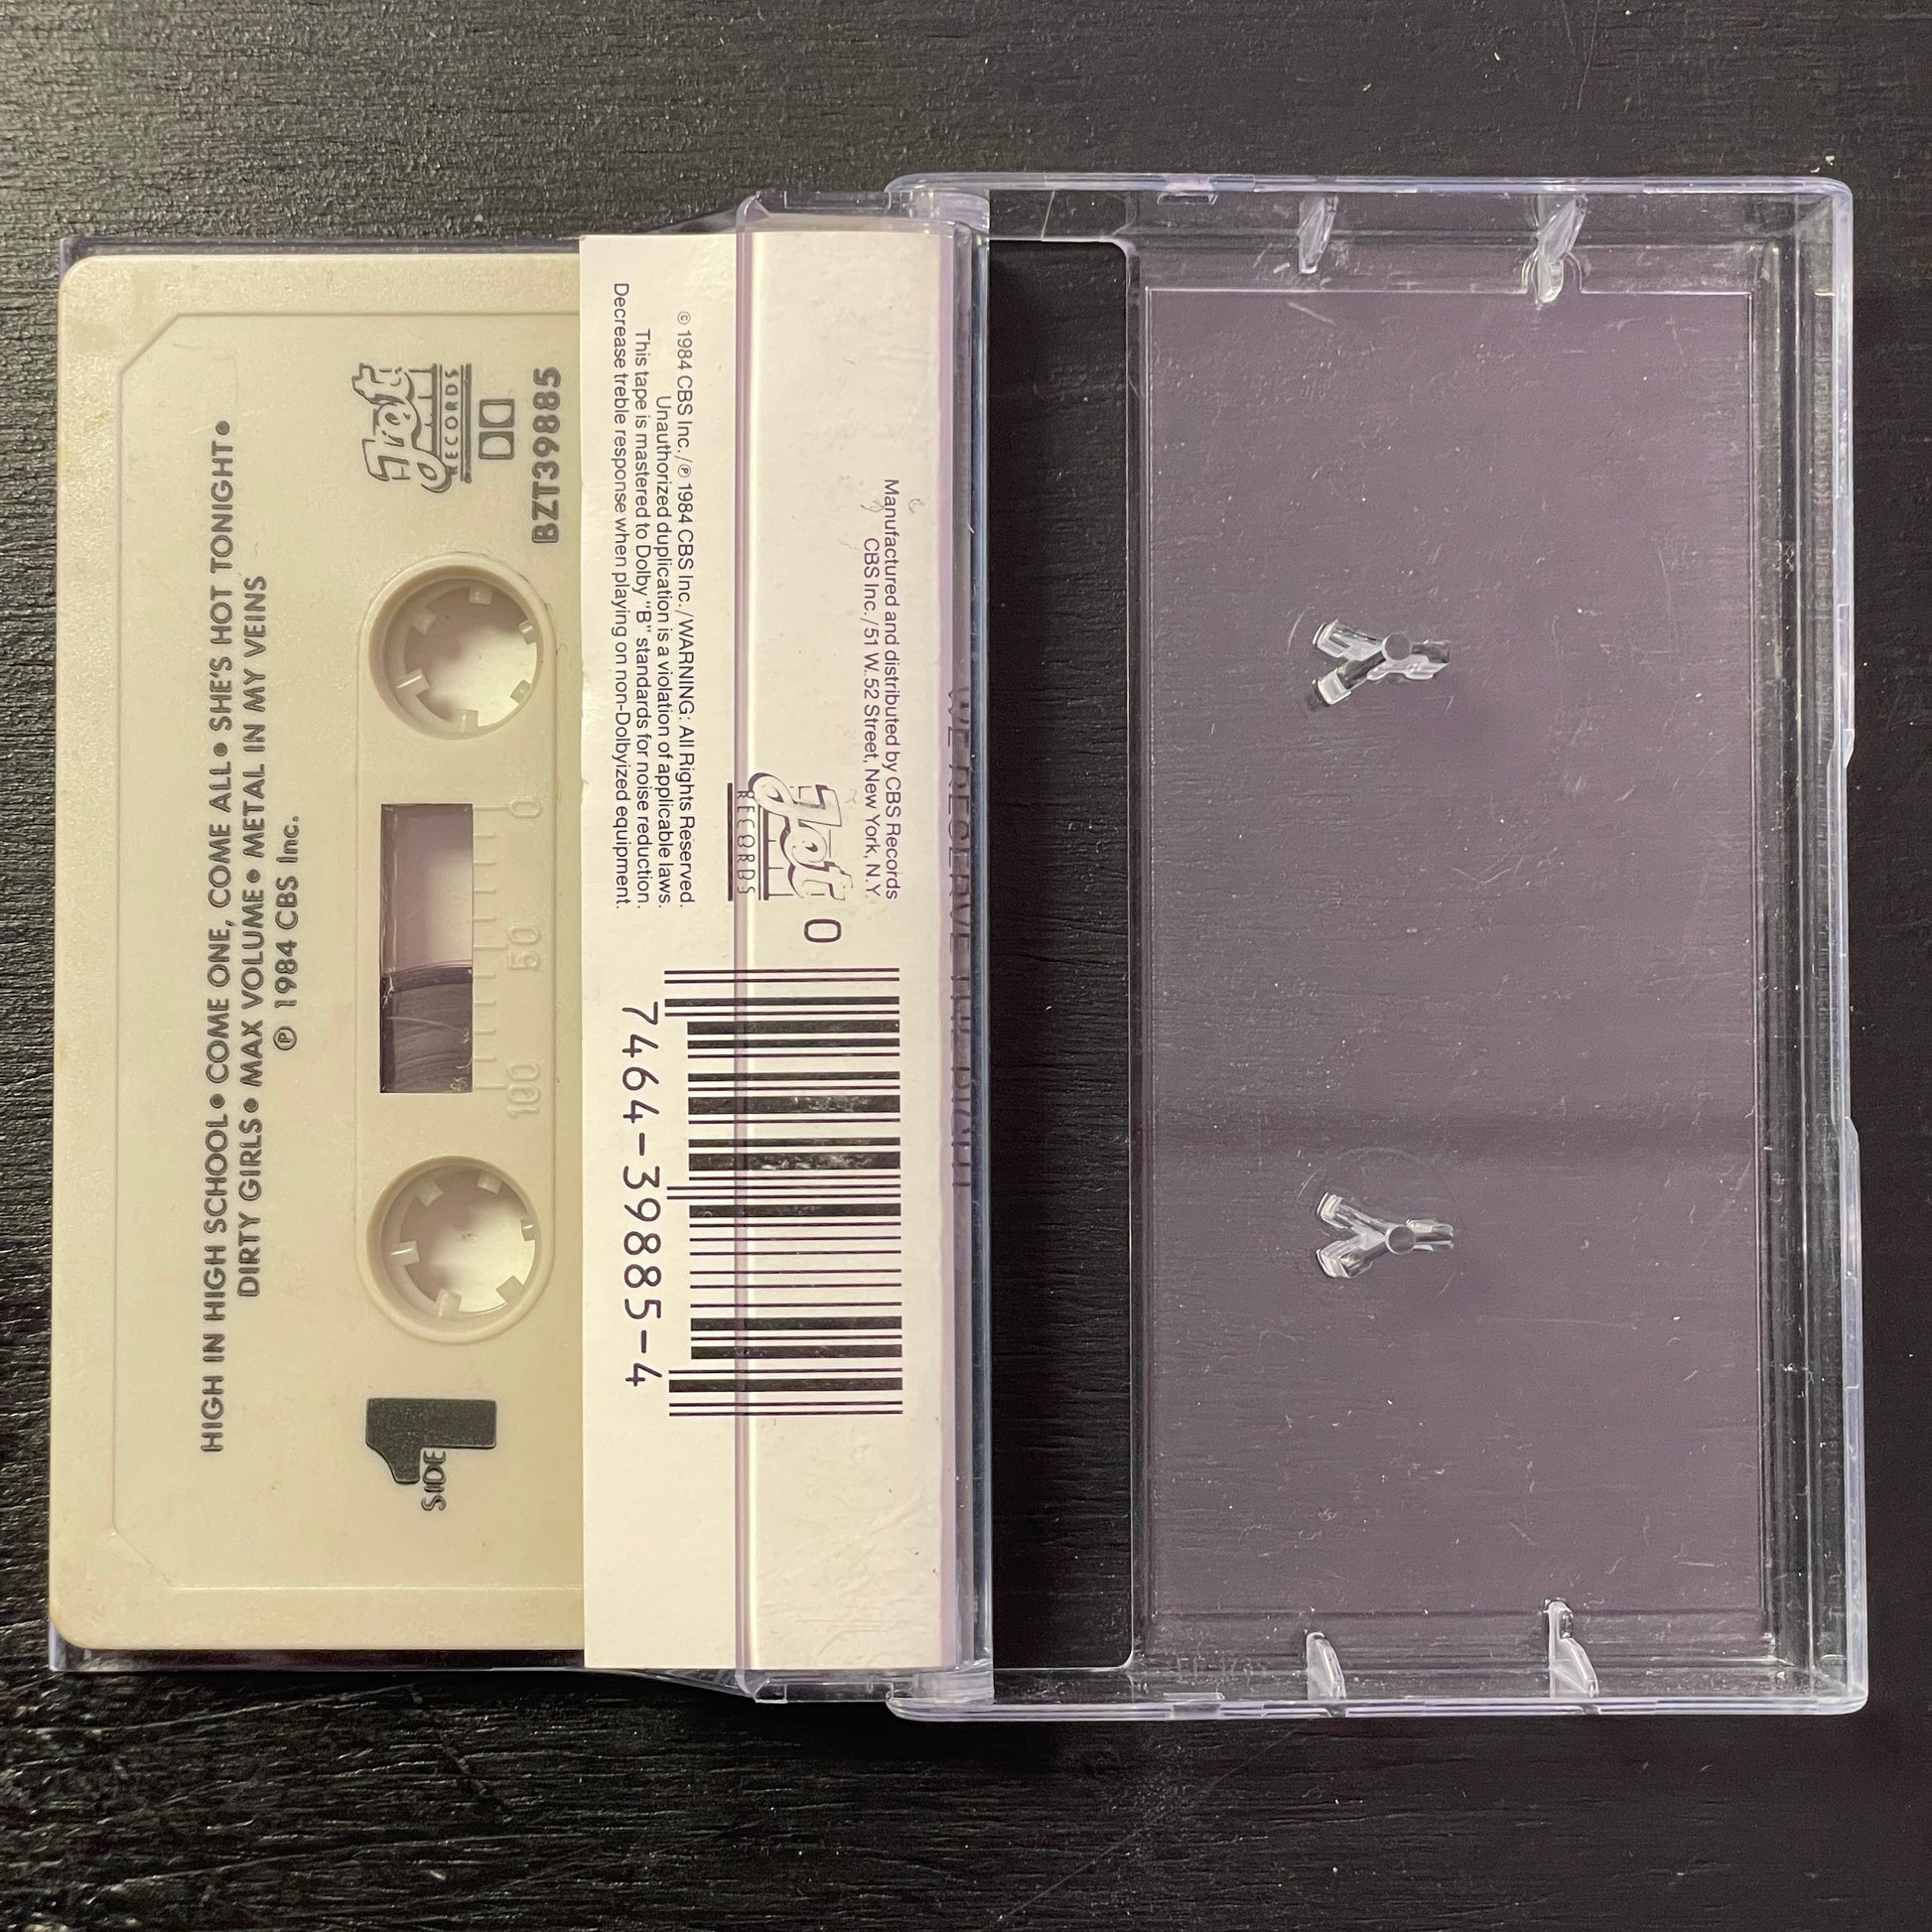 HIGH IN HIGH SCHOOL • COME ONE, COME ALL • SHE'S HOT TONIGHT •
DIRTY GIRLS • MAX VOLUME • METAL IN MY VEINS
℗ 1984 CBS Inc.
Jet
RECORDS
BZT39885
SIDE 1
0 50 100
Manufactured and distributed by CBS Records
CBS Inc./51 W. 52 Street, New York, N.Y.
Jet
RECORDS
© 1984 CBS Inc./℗ 1984 CBS Inc./WARNING: All Rights Reserved.
Unauthorized duplication is a violation of applicable laws.
This tape is mastered to Dolby "B" standards for noise reduction.
Decrease treble response when playing on non-Dolbyized equipment.
0
7464-39885-4
WE RESERVE THE RIGHT